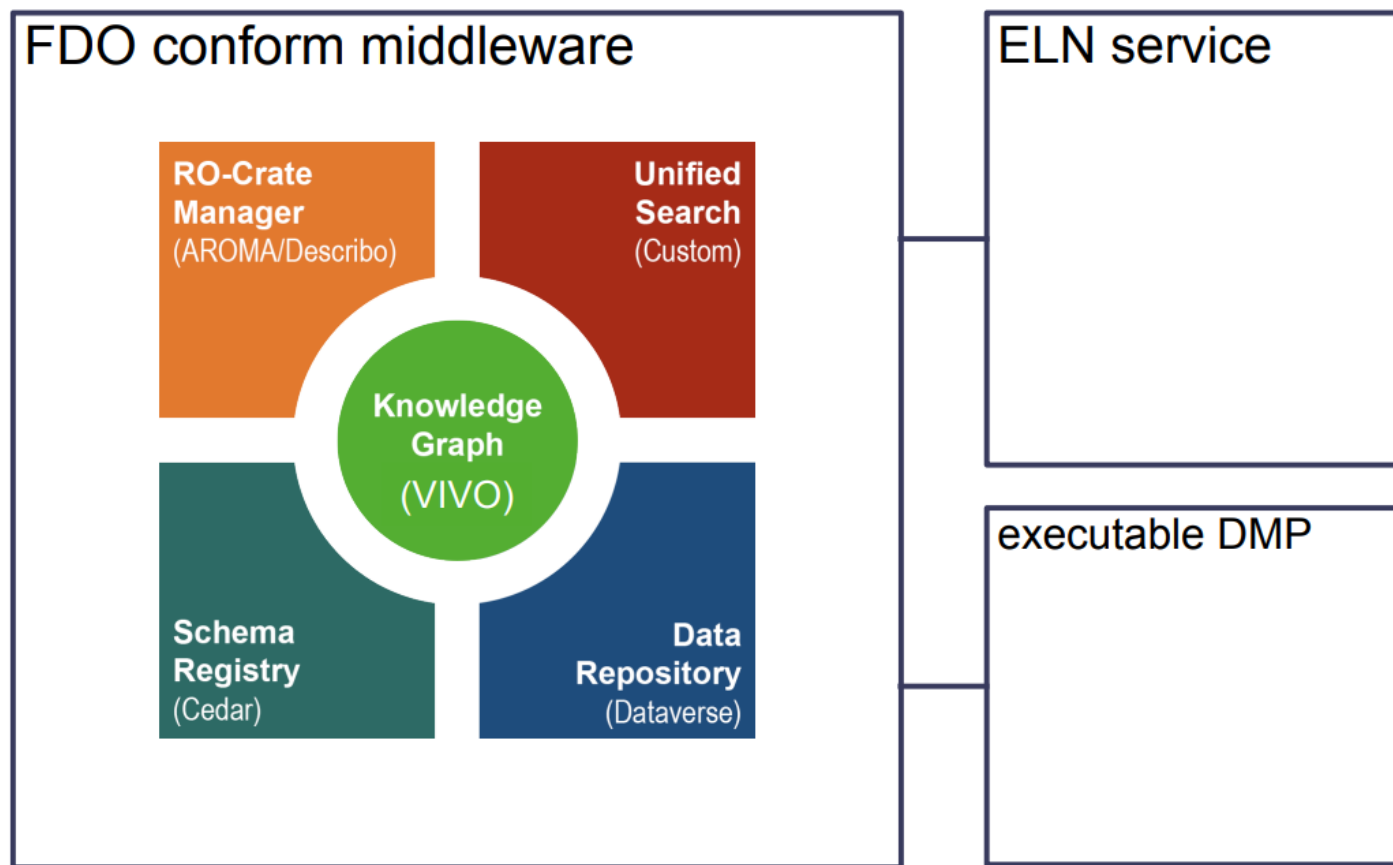 FDO conform middleware
RO-Crate
Manager
(AROMA/Describo)
Unified
Search
(Custom)
Knowledge
Graph
(VIVO)
Schema
Registry
(Cedar)
Data
Repository
(Dataverse)
ELN service
executable DMP